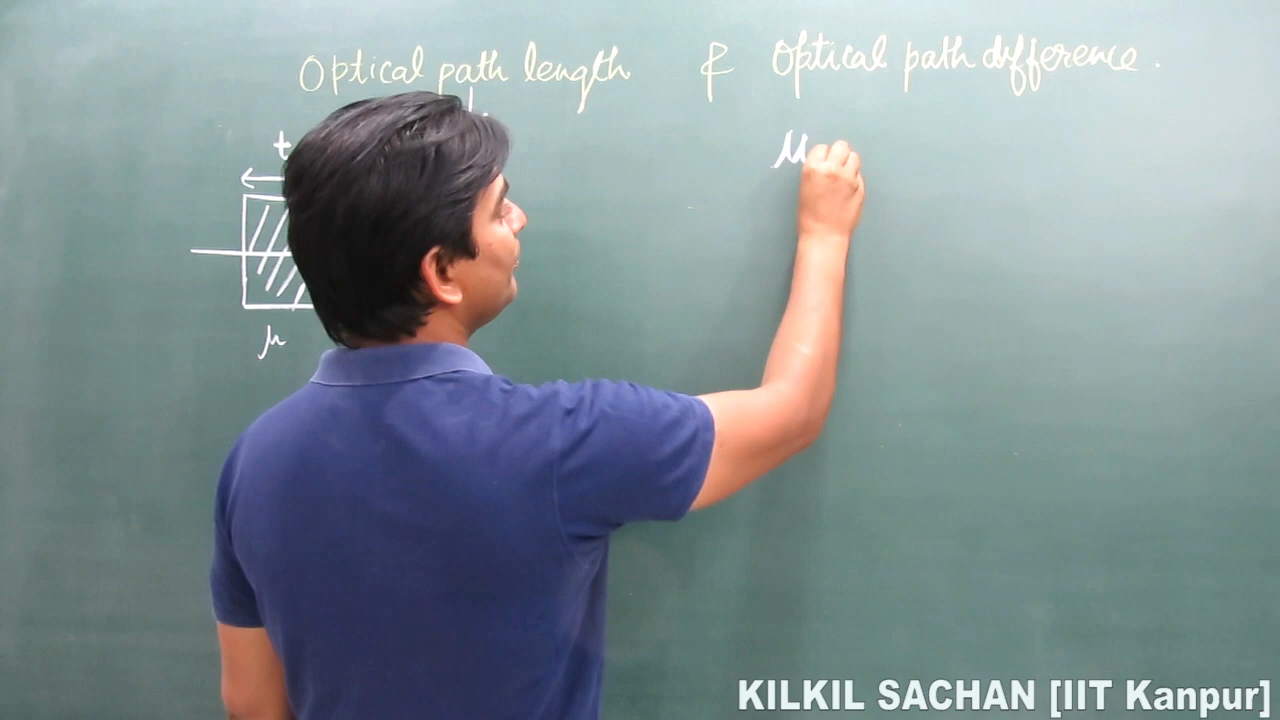 Optical path length & Optical path difference.
t
μ
μ
KILKIL SACHAN [IIT Kanpur]